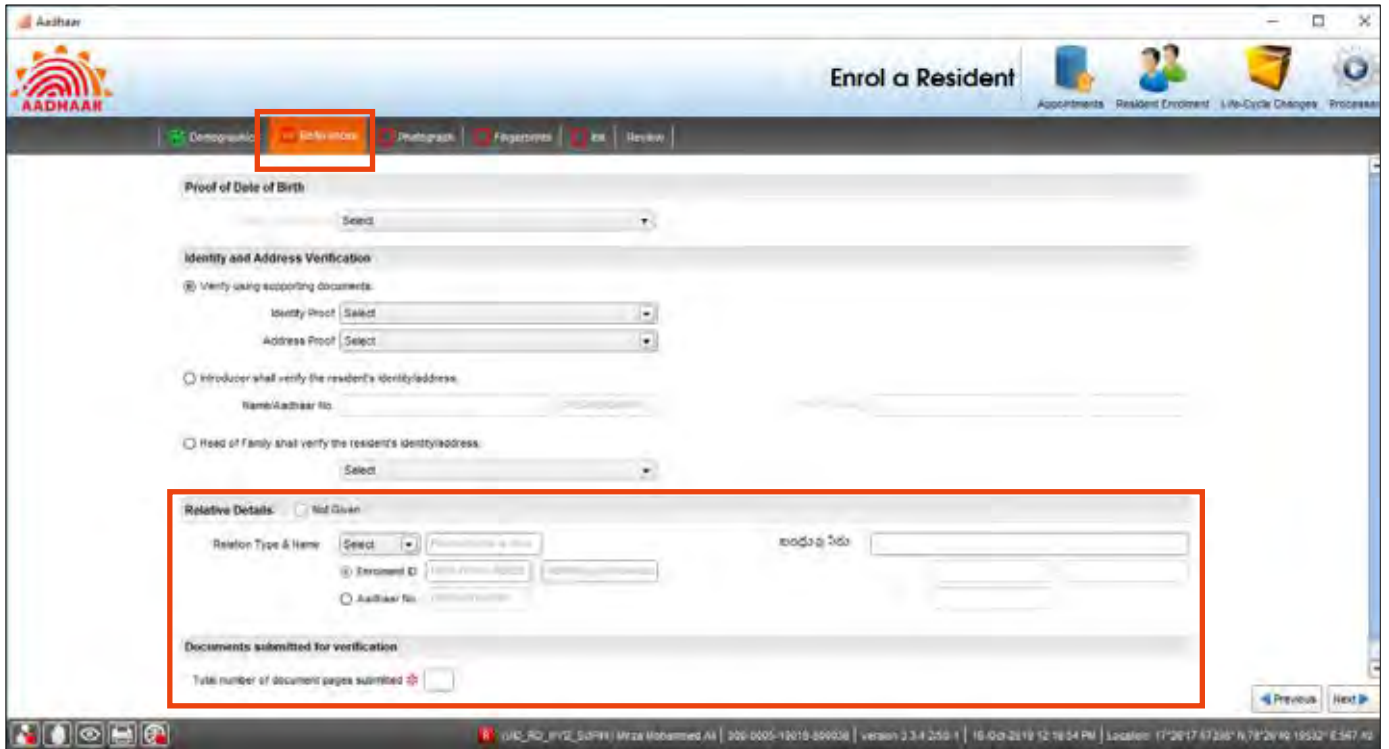 Aadhaar
AADHAAR
Enrol a Resident
Appointments Resident Enrolment Life-Cycle Changes
Demographic References Photograph Fingerprints Iris Review
Proof of Date of Birth
Select
Identity and Address Verification
Verify using supporting documents.
Identity Proof Select
Address Proof Select
Introducer shall verify the resident's identity/address.
Name/Aadhaar No.
Head of Family shall verify the resident's identity/address.
Select
Relative Details Not Given
Relation Type & Name Select బంధువు పేరు
Enrolment ID
Aadhaar No.
Documents submitted for verification
Total number of document pages submitted
Previous Next
Mirza Mohammed Ali